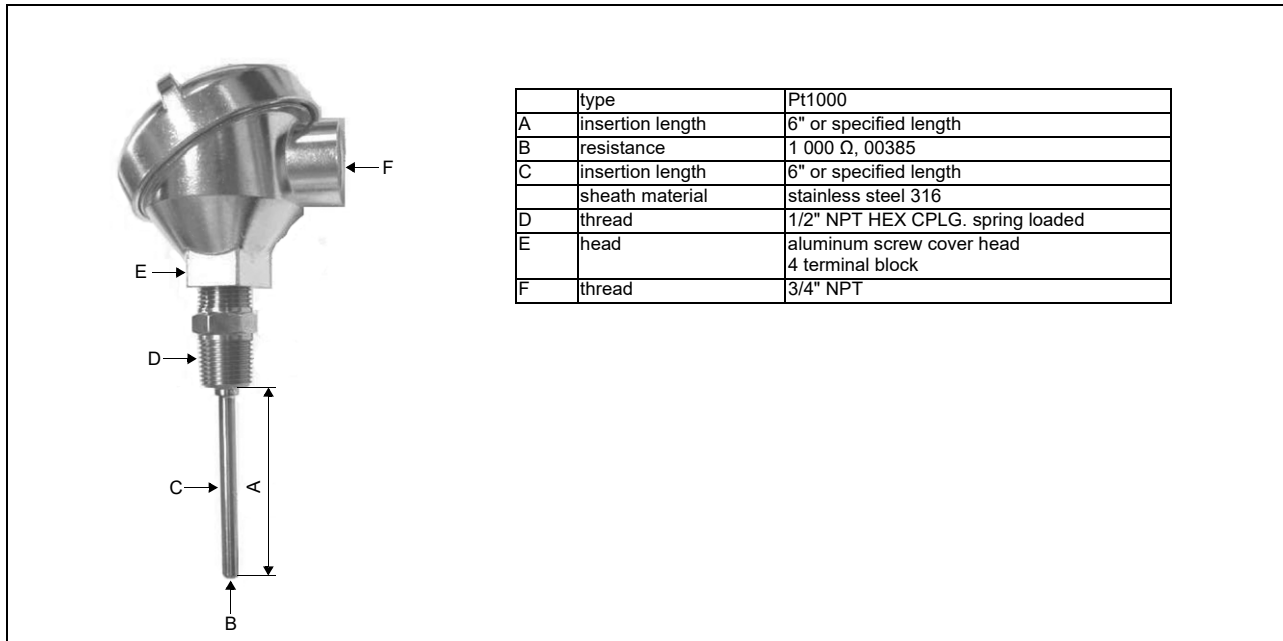 type Pt1000
A insertion length 6" or specified length
B resistance 1 000 Ω, 00385
C insertion length 6" or specified length
sheath material stainless steel 316
D thread 1/2" NPT HEX CPLG. spring loaded
E head aluminum screw cover head
4 terminal block
F thread 3/4" NPT
F
E
D
C
A
B